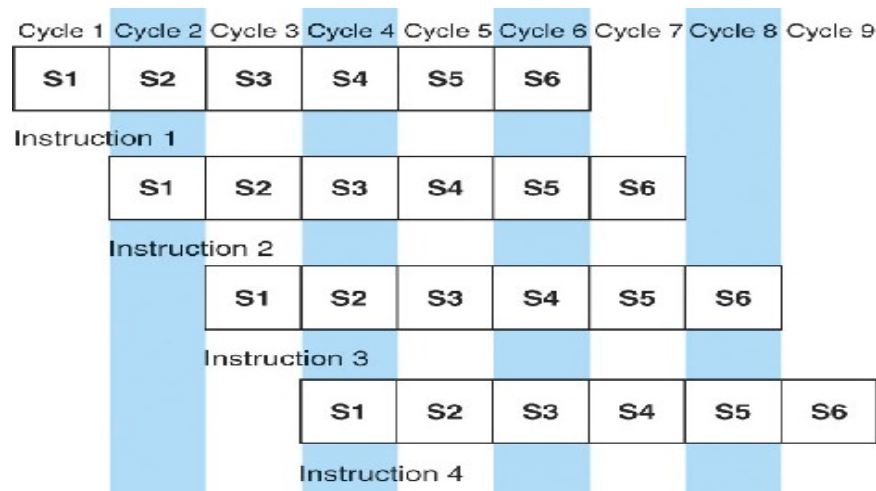 Cycle 1 Cycle 2 Cycle 3 Cycle 4 Cycle 5 Cycle 6 Cycle 7 Cycle 8 Cycle 9
S1 S2 S3 S4 S5 S6
Instruction 1
S1 S2 S3 S4 S5 S6
Instruction 2
S1 S2 S3 S4 S5 S6
Instruction 3
S1 S2 S3 S4 S5 S6
Instruction 4